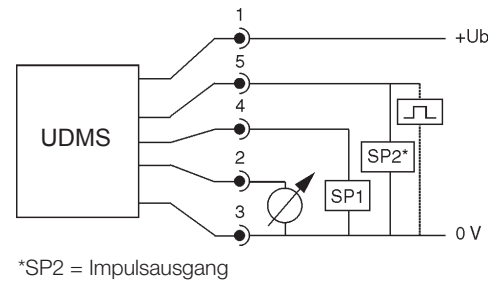 1
+Ub
5
4
UDMS
SP2*
2
SP1
3
0 V
*SP2 = Impulsausgang